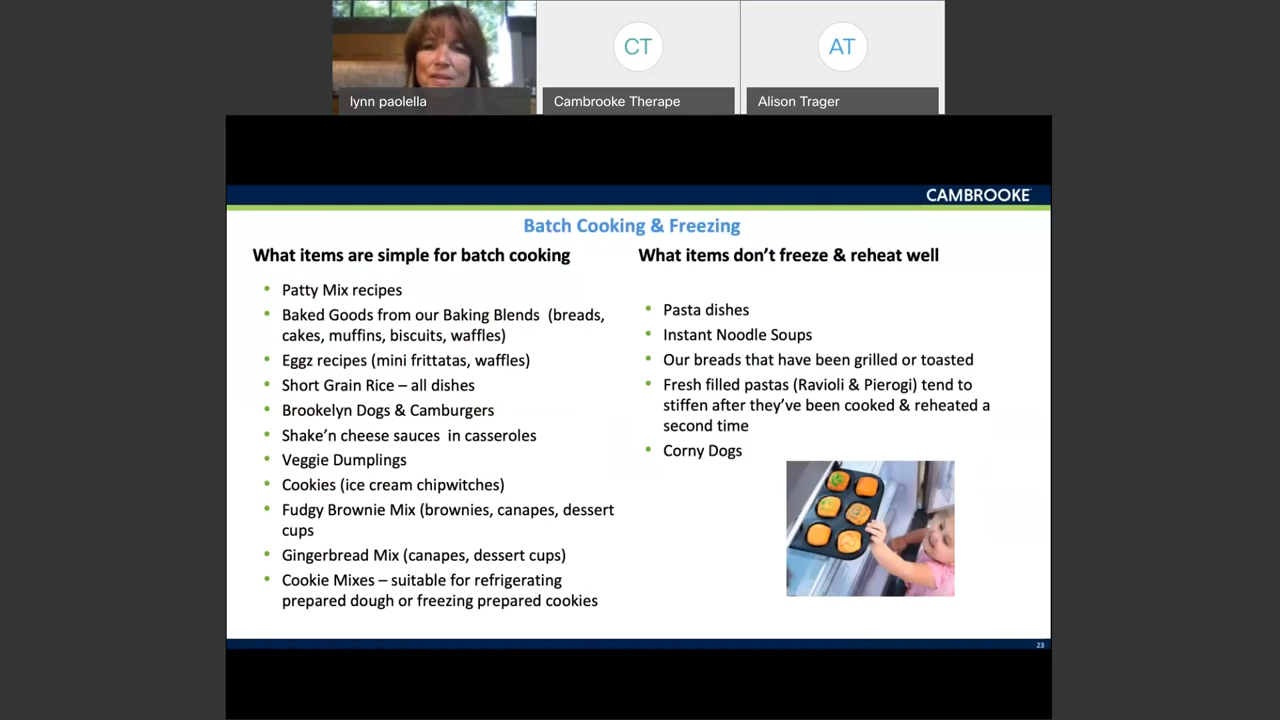 CT
AT
lynn paolella
Cambrooke Therape
Alison Trager
CAMBROOKE
Batch Cooking & Freezing
What items are simple for batch cooking
• Patty Mix recipes
• Baked Goods from our Baking Blends (breads,
cakes, muffins, biscuits, waffles)
• Eggz recipes (mini frittatas, waffles)
• Short Grain Rice – all dishes
• Brookelyn Dogs & Camburgers
• Shake'n cheese sauces in casseroles
• Veggie Dumplings
• Cookies (ice cream chipwitches)
• Fudgy Brownie Mix (brownies, canapes, dessert
cups
• Gingerbread Mix (canapes, dessert cups)
• Cookie Mixes – suitable for refrigerating
prepared dough or freezing prepared cookies
What items don't freeze & reheat well
• Pasta dishes
• Instant Noodle Soups
• Our breads that have been grilled or toasted
• Fresh filled pastas (Ravioli & Pierogi) tend to
stiffen after they've been cooked & reheated a
second time
• Corny Dogs
23